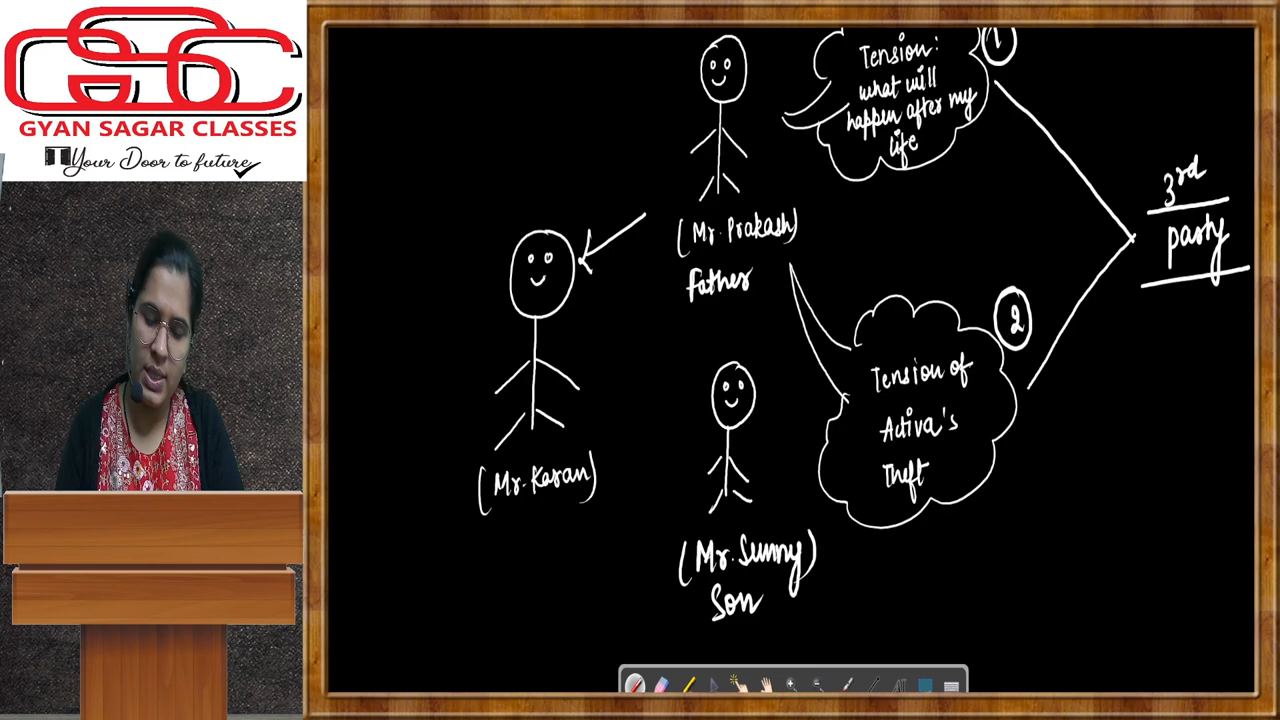 GSC
GYAN SAGAR CLASSES
Your Door to future
1
Tension:
what will
happen after my
life
3rd
party
(Mr. Prakash)
Father
2
Tension of
Activa's
Theft
(Mr. Karan)
(Mr. Sunny)
Son